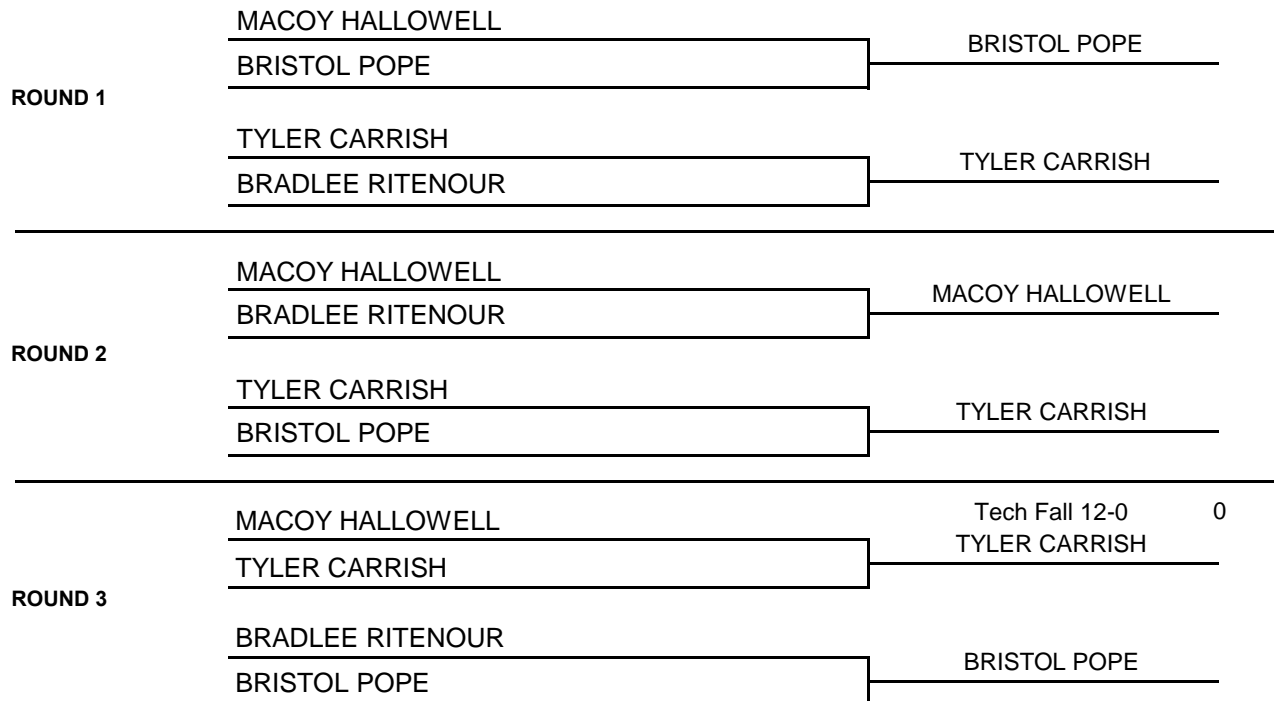 MACOY HALLOWELL
BRISTOL POPE
BRISTOL POPE
ROUND 1
TYLER CARRISH
BRADLEE RITENOUR
TYLER CARRISH
MACOY HALLOWELL
BRADLEE RITENOUR
MACOY HALLOWELL
ROUND 2
TYLER CARRISH
BRISTOL POPE
TYLER CARRISH
MACOY HALLOWELL
TYLER CARRISH
Tech Fall 12-0 0
TYLER CARRISH
ROUND 3
BRADLEE RITENOUR
BRISTOL POPE
BRISTOL POPE